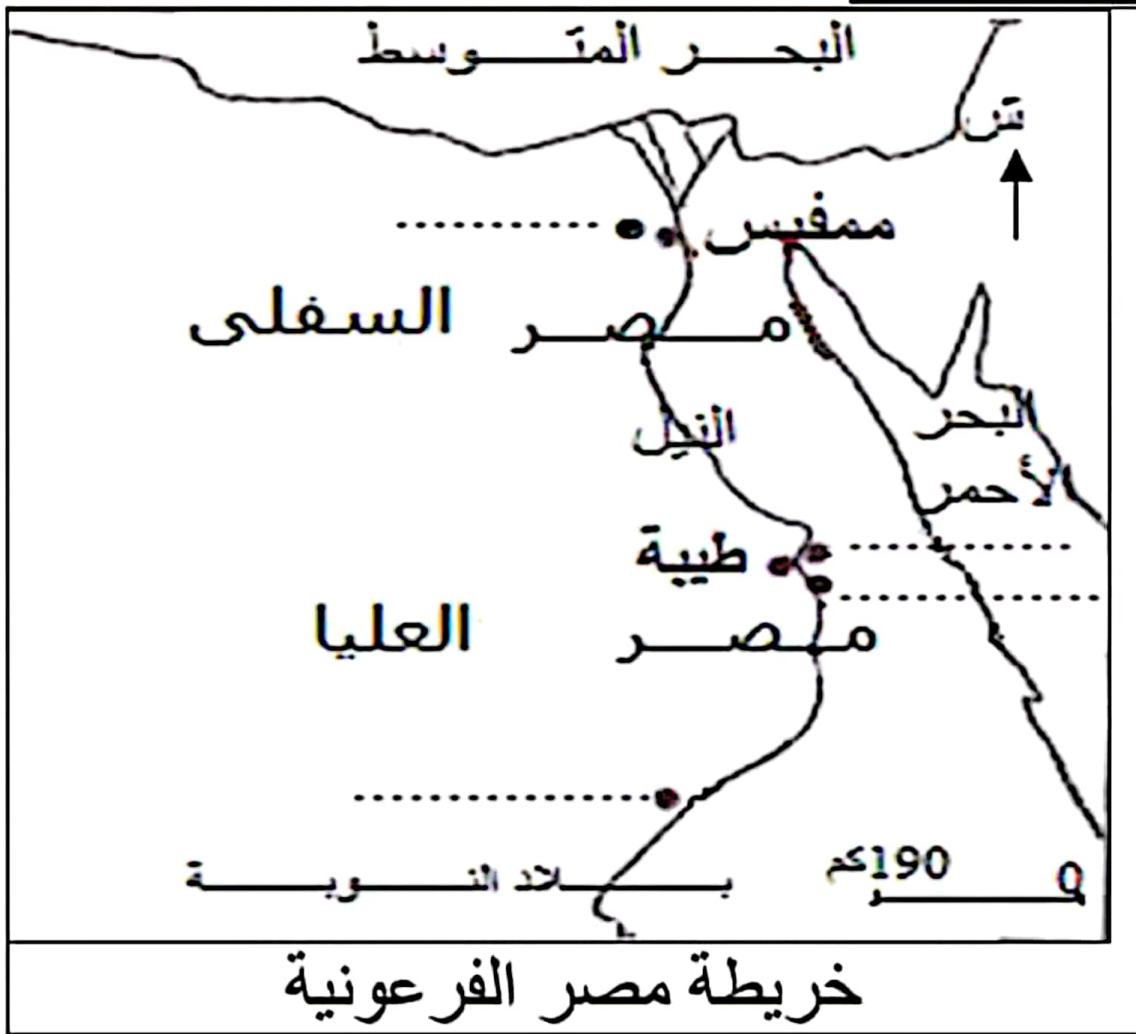 البحر المتوسط
ش
ممفيس
مصر السفلى
النيل
البحر
الأحمر
طيبة
مصر العليا
بلاد النوبة
190كم 0
خريطة مصر الفرعونية